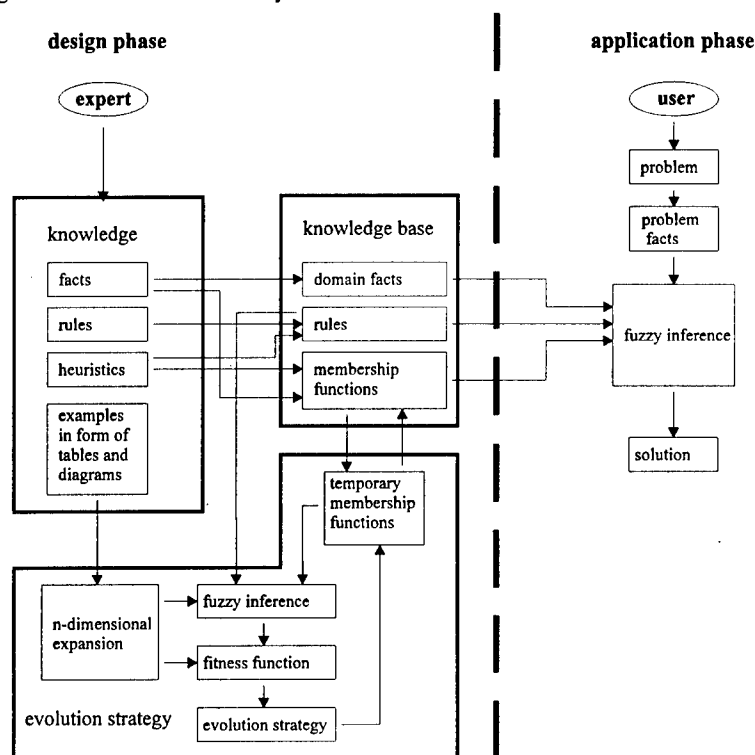 design phase
application phase
expert
user
problem
problem
facts
knowledge
facts
rules
heuristics
examples
in form of
tables and
diagrams
knowledge base
domain facts
rules
membership
functions
fuzzy inference
solution
temporary
membership
functions
n-dimensional
expansion
fuzzy inference
fitness function
evolution strategy
evolution strategy